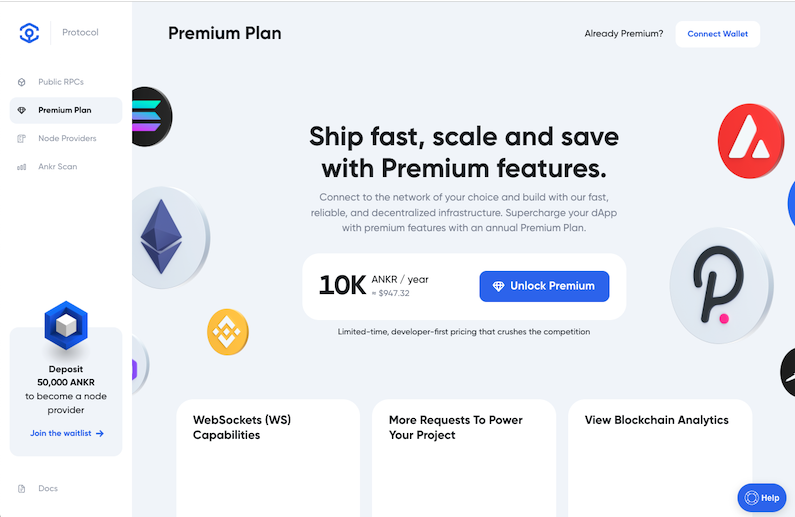 Protocol
Public RPCs
Premium Plan
Node Providers
Ankr Scan
Deposit
50,000 ANKR
to become a node
provider
Join the waitlist →
Docs
Premium Plan
Already Premium?
Connect Wallet
Ship fast, scale and save
with Premium features.
Connect to the network of your choice and build with our fast,
reliable, and decentralized infrastructure. Supercharge your dApp
with premium features with an annual Premium Plan.
10K
ANKR / year
≈ $947.32
Unlock Premium
Limited-time, developer-first pricing that crushes the competition
WebSockets (WS)
Capabilities
More Requests To Power
Your Project
View Blockchain Analytics
Help